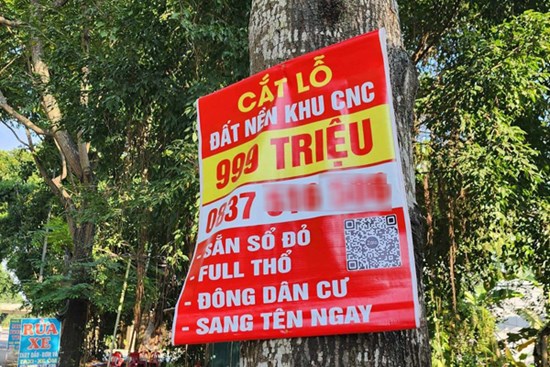 CẮT LỖ
ĐẤT NỀN KHU CNC
999 TRIỆU
0837
- SẴN SỔ ĐỎ
- FULL THỔ
- ĐÔNG DÂN CƯ
- SANG TÊN NGAY
RỬA
XE